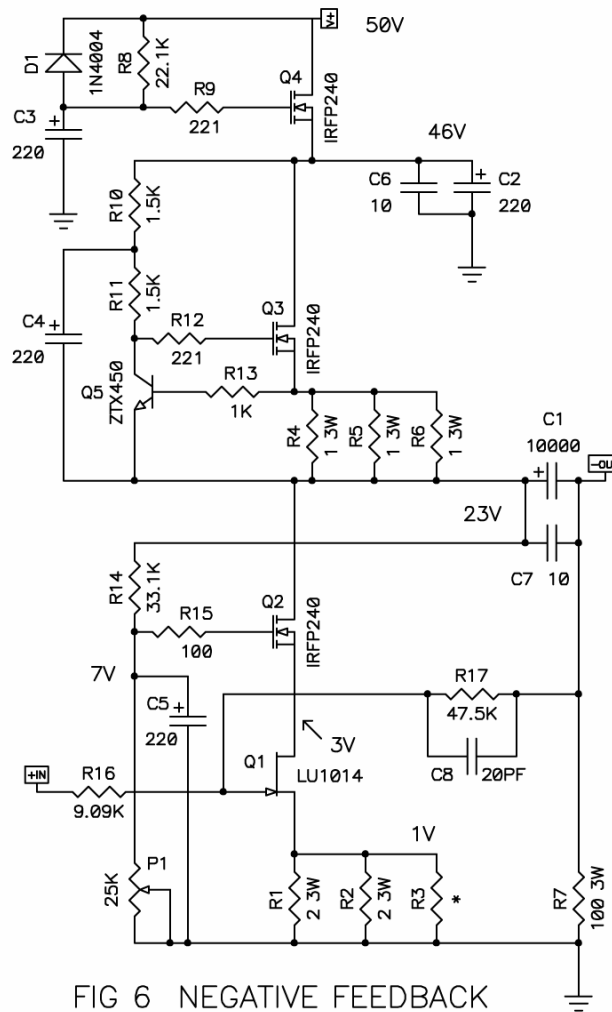 V+
50V
D1
1N4004
R8
22.1K
Q4
IRFP240
R9
221
C3
+
220
46V
C6
10
+
C2
220
R10
1.5K
R11
1.5K
C4
+
220
R12
221
Q3
IRFP240
Q5
ZTX450
R13
1K
R4
1 3W
R5
1 3W
R6
1 3W
C1
10000
+
-OU
23V
C7 10
R14
33.1K
R15
100
Q2
IRFP240
7V
C5
+
220
R17
47.5K
C8
20PF
3V
+IN
R16
9.09K
Q1
LU1014
1V
P1
25K
R1
2 3W
R2
2 3W
R3
*
R7
100 3W
FIG 6 NEGATIVE FEEDBACK